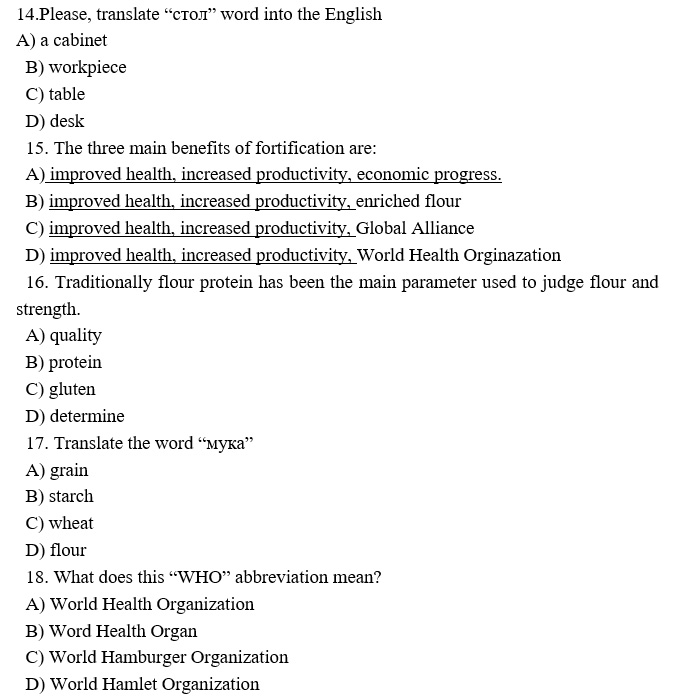 14.Please, translate “стол” word into the English
A) a cabinet
B) workpiece
C) table
D) desk
15. The three main benefits of fortification are:
A) improved health, increased productivity, economic progress.
B) improved health, increased productivity, enriched flour
C) improved health, increased productivity, Global Alliance
D) improved health, increased productivity, World Health Orginazation
16. Traditionally flour protein has been the main parameter used to judge flour and
strength.
A) quality
B) protein
C) gluten
D) determine
17. Translate the word “мука”
A) grain
B) starch
C) wheat
D) flour
18. What does this “WHO” abbreviation mean?
A) World Health Organization
B) Word Health Organ
C) World Hamburger Organization
D) World Hamlet Organization